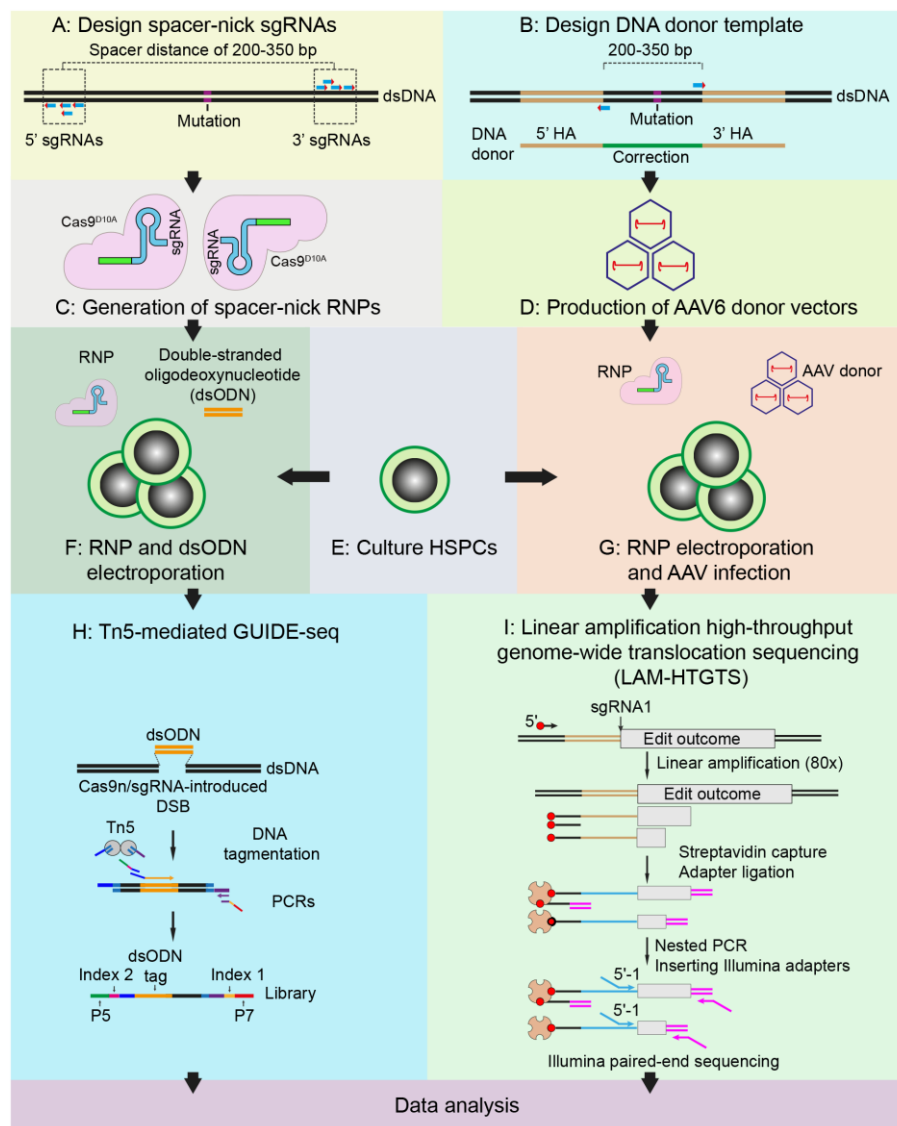 A: Design spacer-nick sgRNAs
Spacer distance of 200-350 bp
dsDNA
Mutation
5' sgRNAs
3' sgRNAs
B: Design DNA donor template
200-350 bp
dsDNA
Mutation
DNA
donor
5' HA
3' HA
Correction
Cas9D10A
sgRNA
sgRNA
Cas9D10A
C: Generation of spacer-nick RNPs
D: Production of AAV6 donor vectors
RNP
Double-stranded
oligodeoxynucleotide
(dsODN)
F: RNP and dsODN
electroporation
E: Culture HSPCs
RNP
AAV donor
G: RNP electroporation
and AAV infection
H: Tn5-mediated GUIDE-seq
dsODN
dsDNA
Cas9n/sgRNA-introduced
DSB
Tn5
DNA
tagmentation
PCRs
dsODN
tag
Index 2
Index 1
Library
P5
P7
I: Linear amplification high-throughput
genome-wide translocation sequencing
(LAM-HTGTS)
sgRNA1
5'
Edit outcome
Linear amplification (80x)
Edit outcome
Streptavidin capture
Adapter ligation
Nested PCR
Inserting Illumina adapters
5'-1
5'-1
Illumina paired-end sequencing
Data analysis